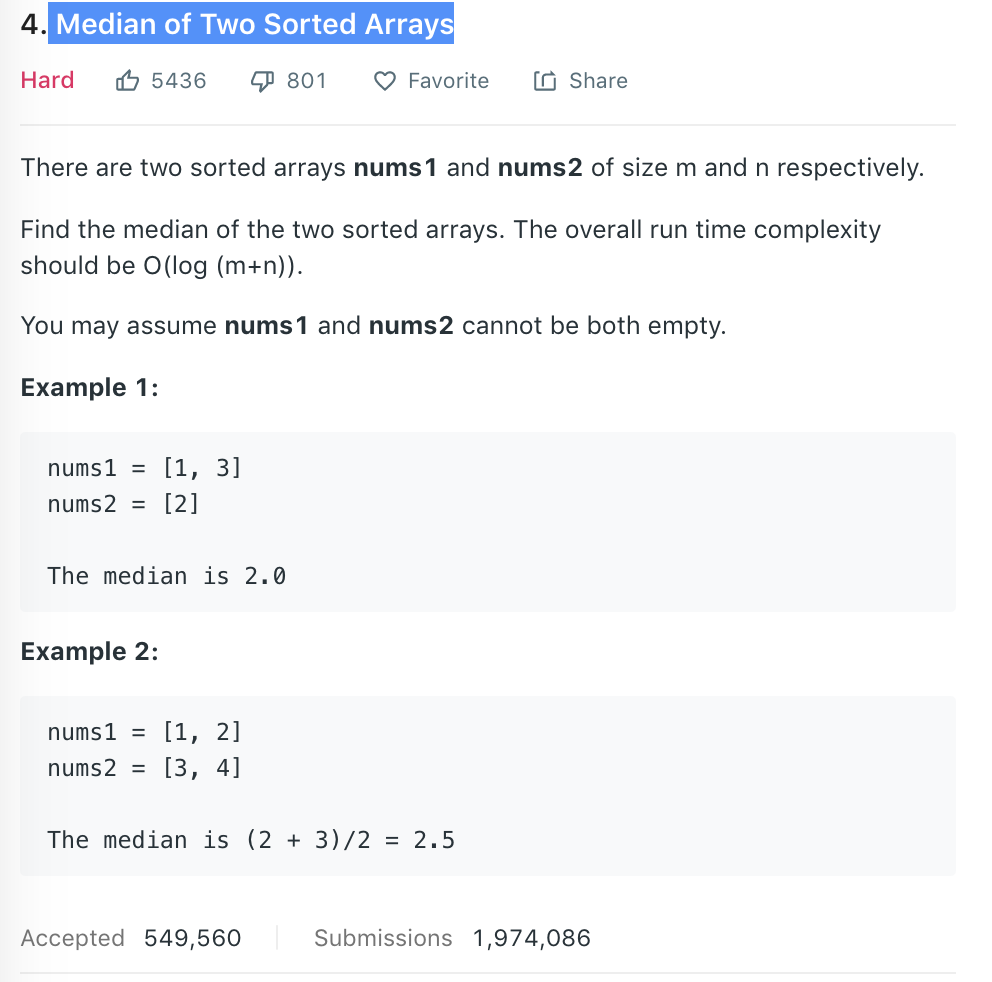 4. Median of Two Sorted Arrays
Hard 5436 801 Favorite Share
There are two sorted arrays nums1 and nums2 of size m and n respectively.
Find the median of the two sorted arrays. The overall run time complexity
should be O(log (m+n)).
You may assume nums1 and nums2 cannot be both empty.
Example 1:
nums1 = [1, 3]
nums2 = [2]
The median is 2.0
Example 2:
nums1 = [1, 2]
nums2 = [3, 4]
The median is (2 + 3)/2 = 2.5
Accepted 549,560 Submissions 1,974,086